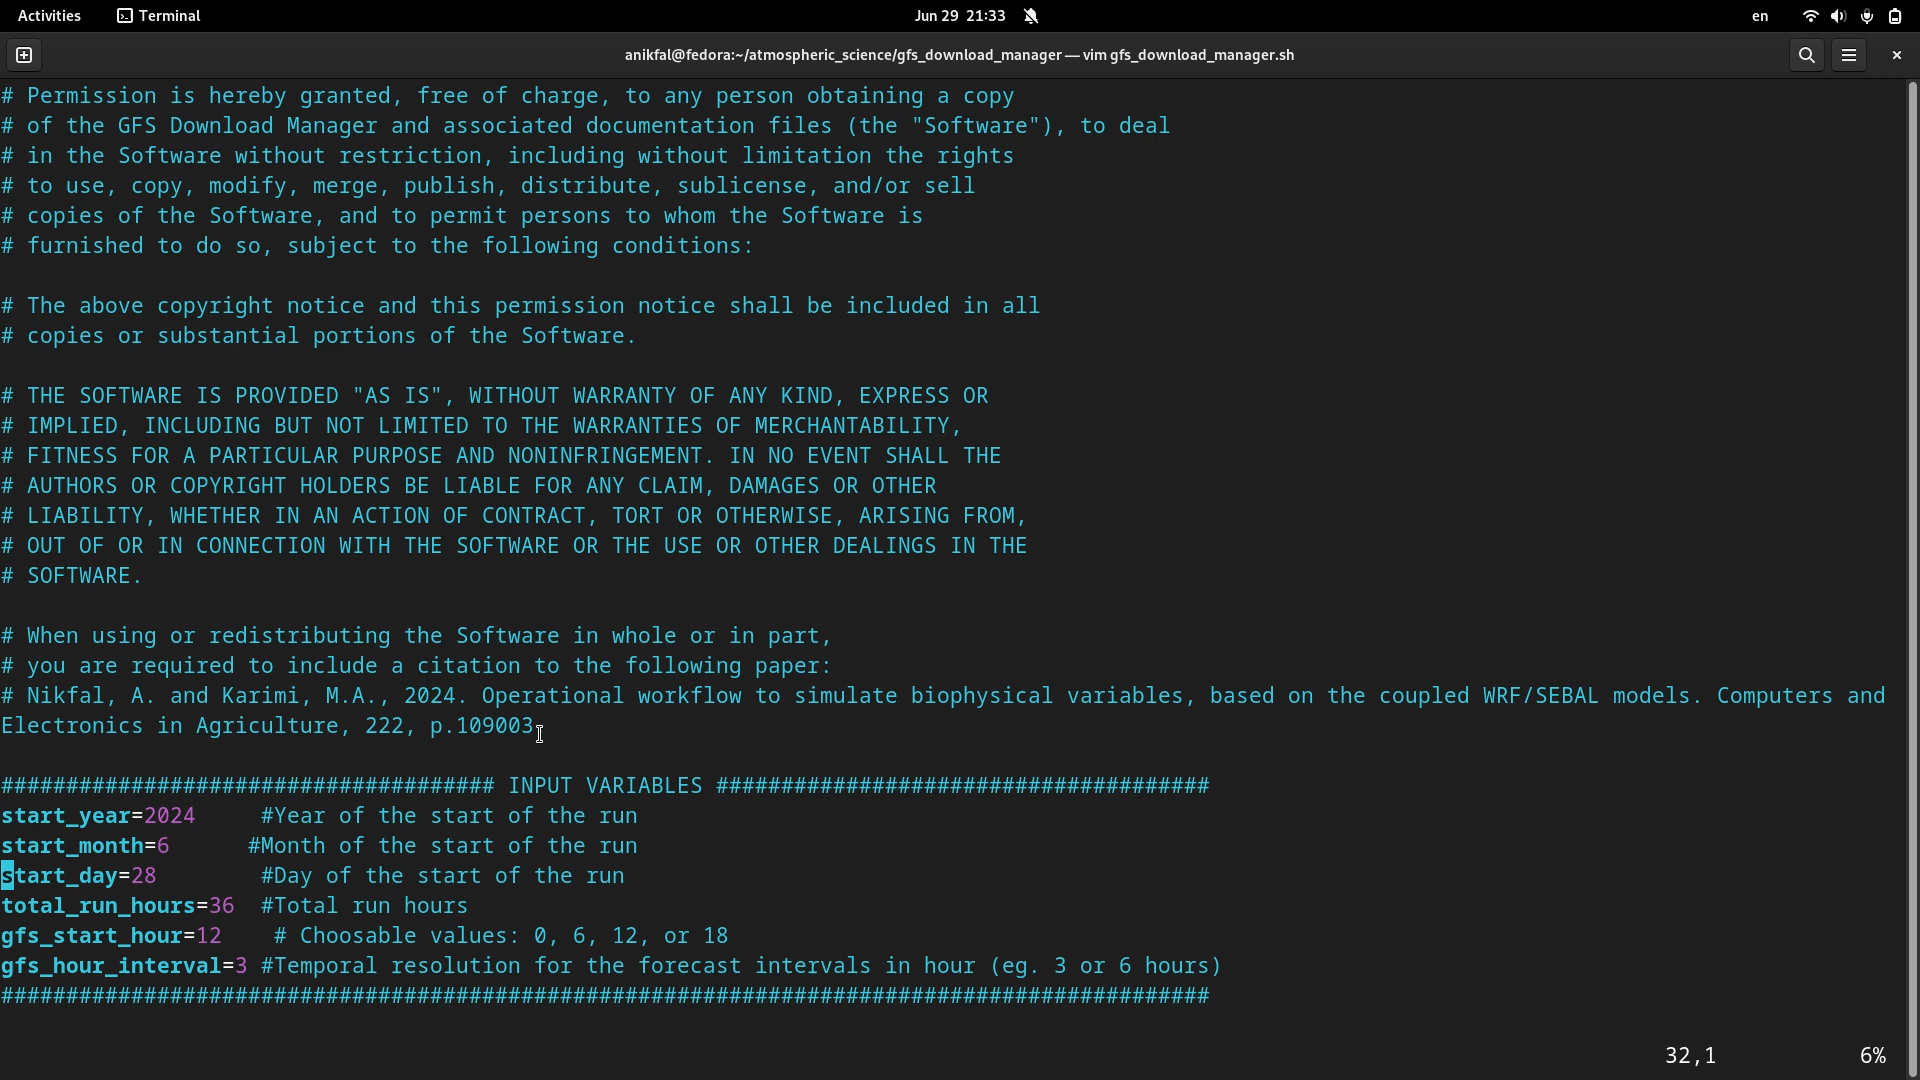 Activities Terminal Jun 29 21:33 en
anikfal@fedora:~/atmospheric_science/gfs_download_manager — vim gfs_download_manager.sh
# Permission is hereby granted, free of charge, to any person obtaining a copy
# of the GFS Download Manager and associated documentation files (the "Software"), to deal
# in the Software without restriction, including without limitation the rights
# to use, copy, modify, merge, publish, distribute, sublicense, and/or sell
# copies of the Software, and to permit persons to whom the Software is
# furnished to do so, subject to the following conditions:
# The above copyright notice and this permission notice shall be included in all
# copies or substantial portions of the Software.
# THE SOFTWARE IS PROVIDED "AS IS", WITHOUT WARRANTY OF ANY KIND, EXPRESS OR
# IMPLIED, INCLUDING BUT NOT LIMITED TO THE WARRANTIES OF MERCHANTABILITY,
# FITNESS FOR A PARTICULAR PURPOSE AND NONINFRINGEMENT. IN NO EVENT SHALL THE
# AUTHORS OR COPYRIGHT HOLDERS BE LIABLE FOR ANY CLAIM, DAMAGES OR OTHER
# LIABILITY, WHETHER IN AN ACTION OF CONTRACT, TORT OR OTHERWISE, ARISING FROM,
# OUT OF OR IN CONNECTION WITH THE SOFTWARE OR THE USE OR OTHER DEALINGS IN THE
# SOFTWARE.
# When using or redistributing the Software in whole or in part,
# you are required to include a citation to the following paper:
# Nikfal, A. and Karimi, M.A., 2024. Operational workflow to simulate biophysical variables, based on the coupled WRF/SEBAL models. Computers and
Electronics in Agriculture, 222, p.109003.
###################################### INPUT VARIABLES ######################################
start_year=2024     #Year of the start of the run
start_month=6      #Month of the start of the run
start_day=28        #Day of the start of the run
total_run_hours=36  #Total run hours
gfs_start_hour=12    # Choosable values: 0, 6, 12, or 18
gfs_hour_interval=3 #Temporal resolution for the forecast intervals in hour (eg. 3 or 6 hours)
#############################################################################################
32,1 6%